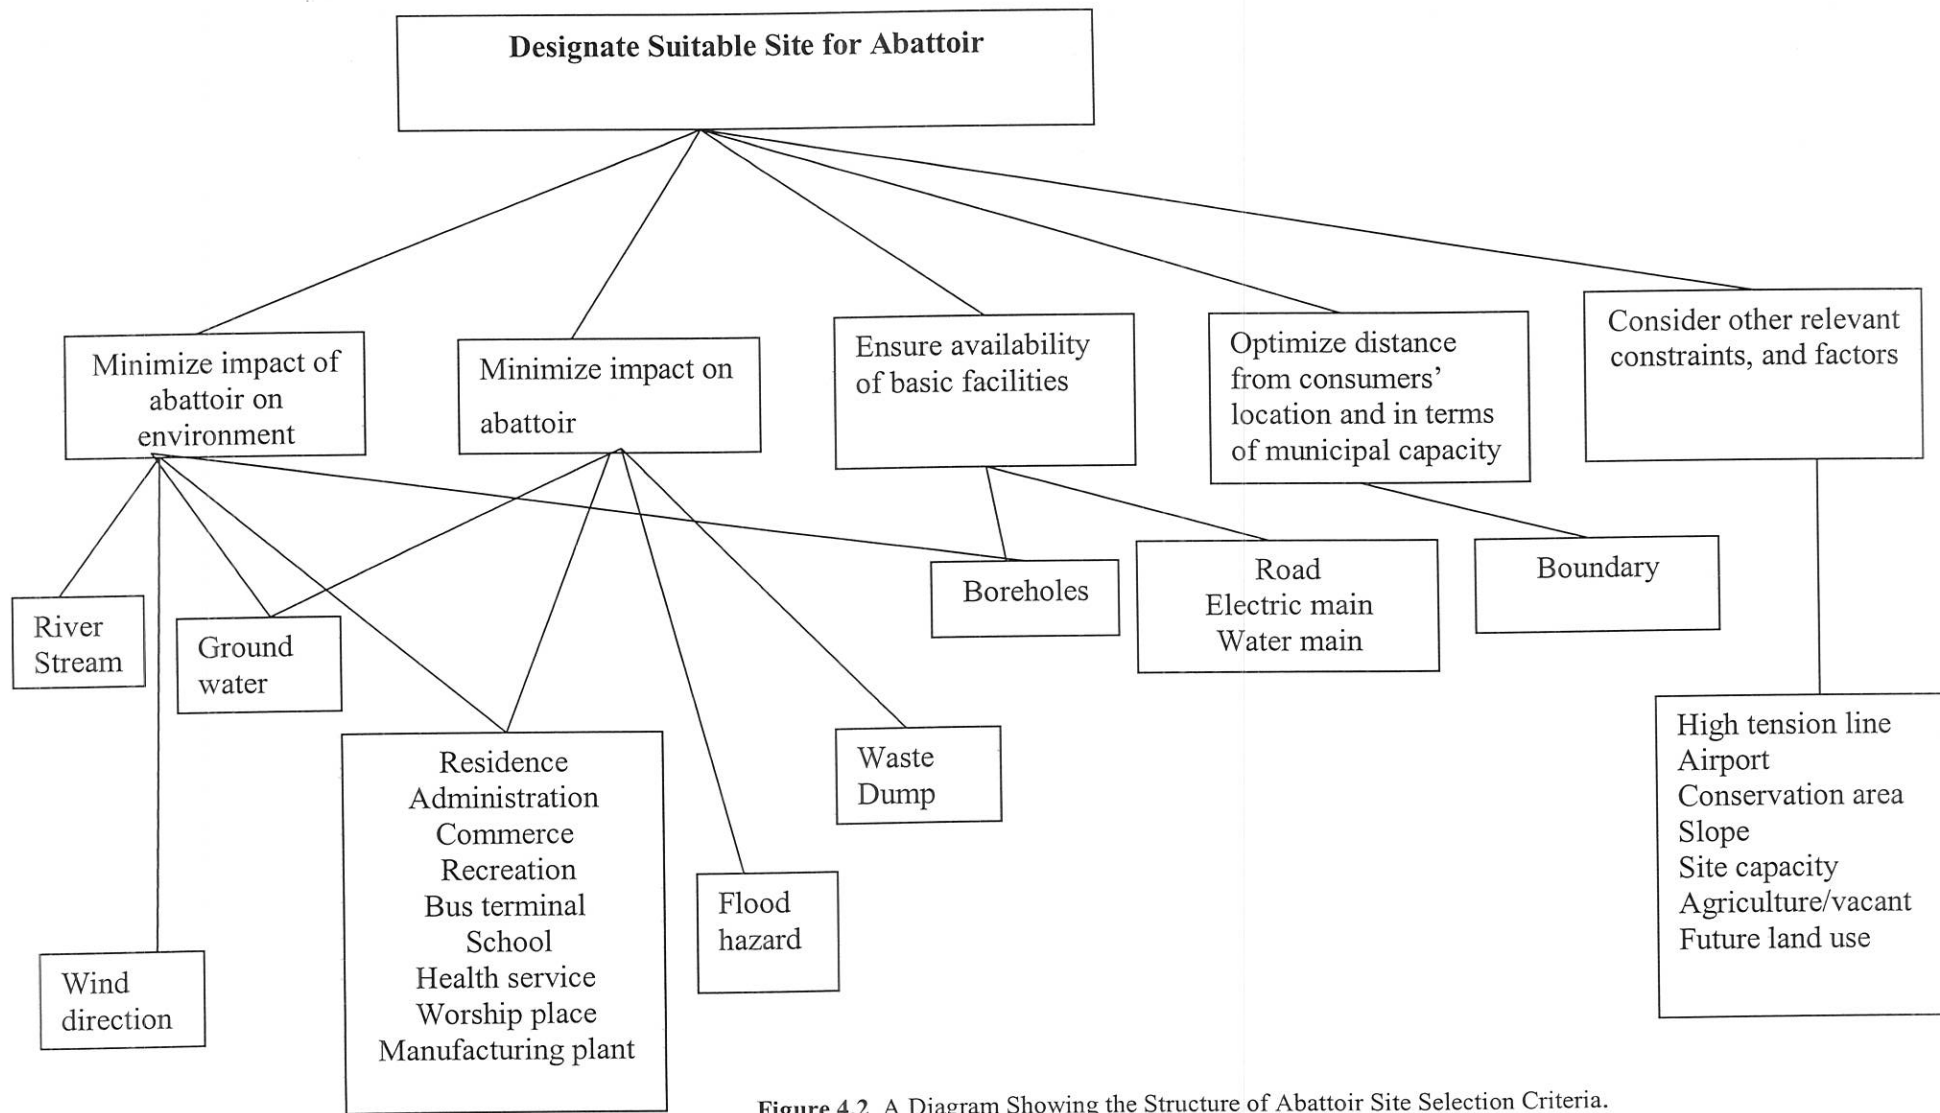 Designate Suitable Site for Abattoir
Minimize impact of
abattoir on
environment
Minimize impact on
abattoir
Ensure availability
of basic facilities
Optimize distance
from consumers’
location and in terms
of municipal capacity
Consider other relevant
constraints, and factors
River
Stream
Ground
water
Boreholes
Road
Electric main
Water main
Boundary
Wind
direction
Residence
Administration
Commerce
Recreation
Bus terminal
School
Health service
Worship place
Manufacturing plant
Flood
hazard
Waste
Dump
High tension line
Airport
Conservation area
Slope
Site capacity
Agriculture/vacant
Future land use
Figure 4.2  A Diagram Showing the Structure of Abattoir Site Selection Criteria.